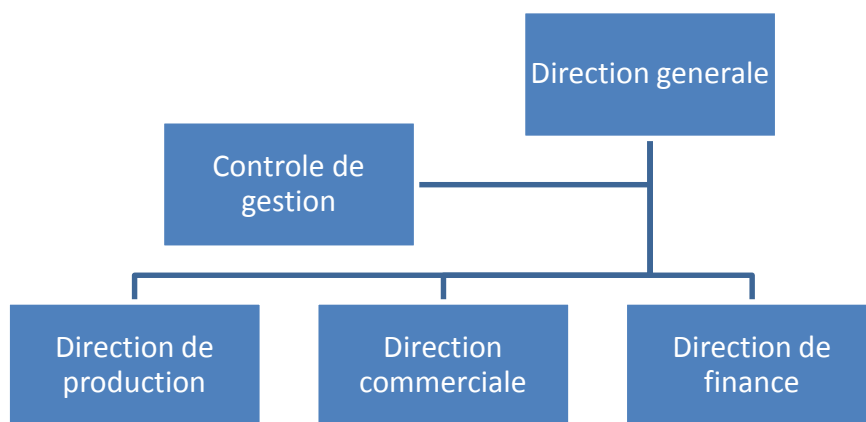 Direction generale
Controle de
gestion
Direction de
production
Direction
commerciale
Direction de
finance